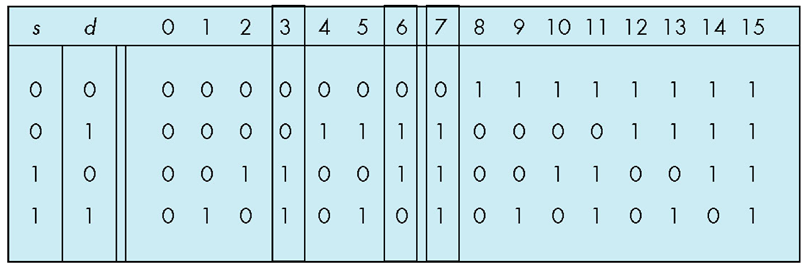 s d 0 1 2 3 4 5 6 7 8 9 10 11 12 13 14 15
0 0 0 0 0 0 0 0 0 0 1 1 1 1 1 1 1 1
0 1 0 0 0 0 1 1 1 1 0 0 0 0 1 1 1 1
1 0 0 0 1 1 0 0 1 1 0 0 1 1 0 0 1 1
1 1 0 1 0 1 0 1 0 1 0 1 0 1 0 1 0 1